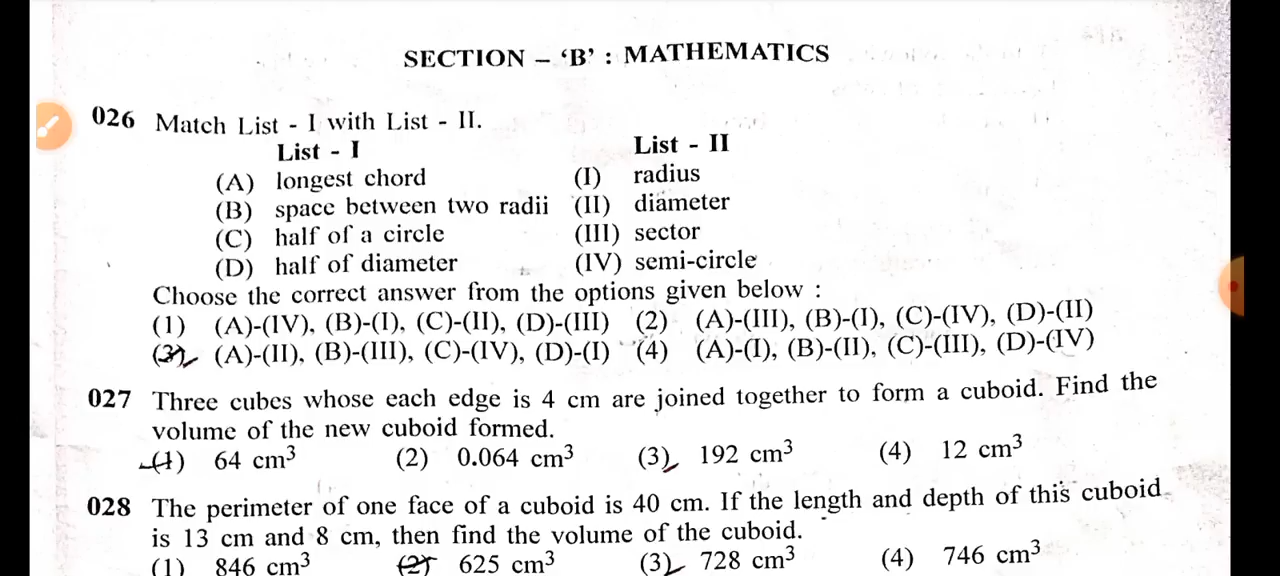 SECTION – ‘B’ : MATHEMATICS
026 Match List - I with List - II.
List - I List - II
(A) longest chord (I) radius
(B) space between two radii (II) diameter
(C) half of a circle (III) sector
(D) half of diameter (IV) semi-circle
Choose the correct answer from the options given below :
(1) (A)-(IV), (B)-(I), (C)-(II), (D)-(III) (2) (A)-(III), (B)-(I), (C)-(IV), (D)-(II)
(3) (A)-(II), (B)-(III), (C)-(IV), (D)-(I) (4) (A)-(I), (B)-(II), (C)-(III), (D)-(IV)
027 Three cubes whose each edge is 4 cm are joined together to form a cuboid. Find the
volume of the new cuboid formed.
(1) 64 cm³ (2) 0.064 cm³ (3) 192 cm³ (4) 12 cm³
028 The perimeter of one face of a cuboid is 40 cm. If the length and depth of this cuboid
is 13 cm and 8 cm, then find the volume of the cuboid.
(1) 846 cm³ (2) 625 cm³ (3) 728 cm³ (4) 746 cm³